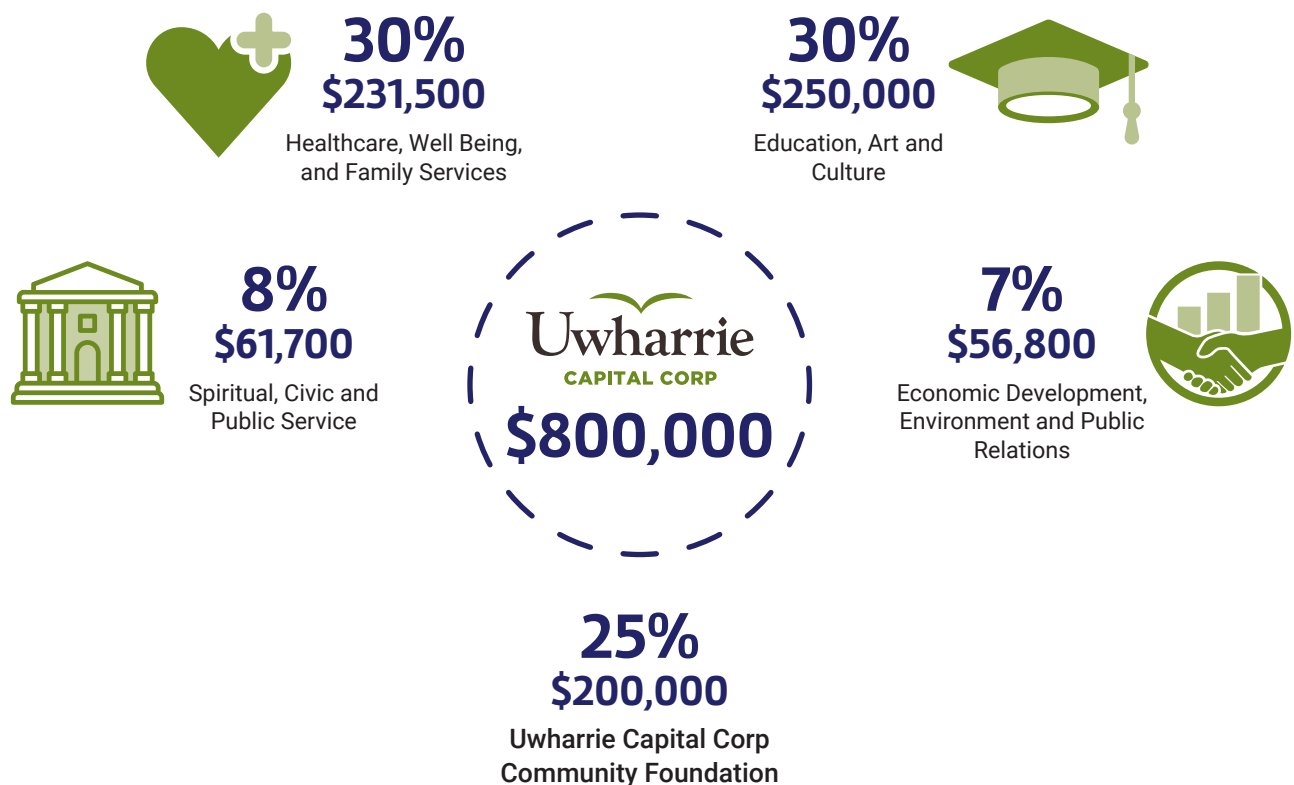 30%
$231,500
Healthcare, Well Being,
and Family Services
30%
$250,000
Education, Art and
Culture
8%
$61,700
Spiritual, Civic and
Public Service
Uwharrie
CAPITAL CORP
$800,000
7%
$56,800
Economic Development,
Environment and Public
Relations
25%
$200,000
Uwharrie Capital Corp
Community Foundation